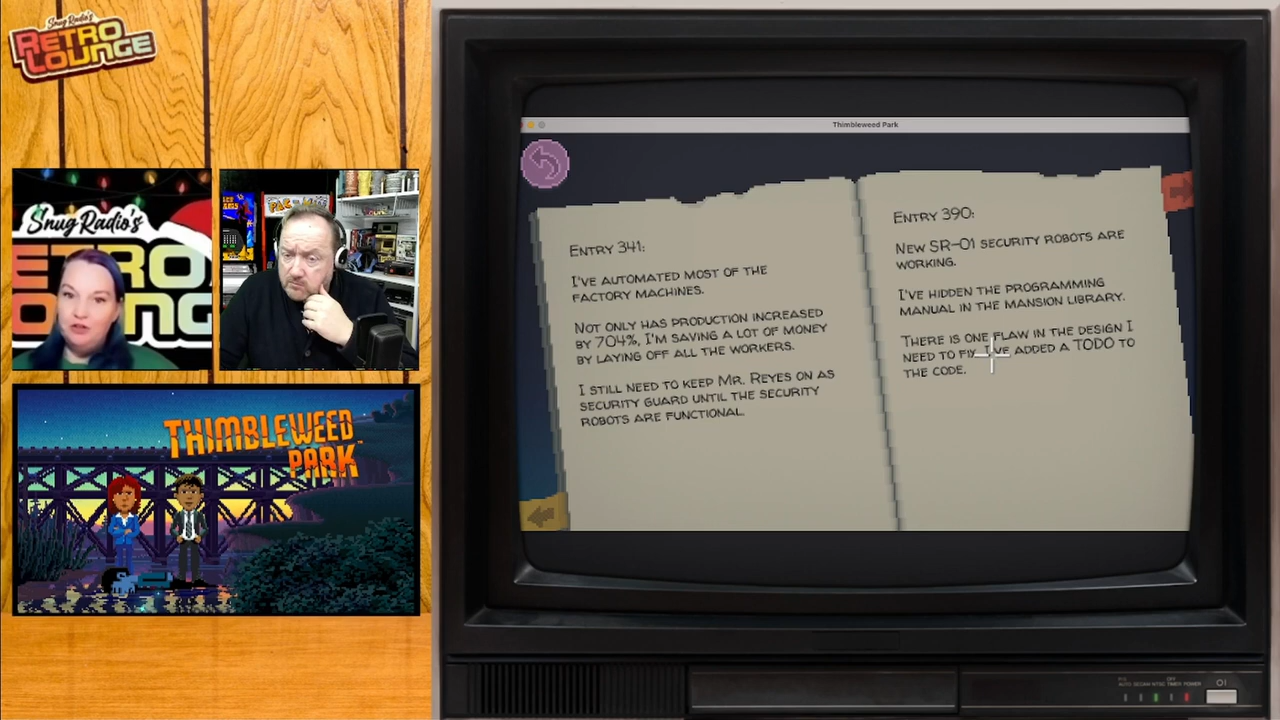 Snug Radio's
RETRO
LOUNGE
Snug Radio's
THIMBLEWEED
PARK
Thimbleweed Park
ENTRY 341:
I'VE AUTOMATED MOST OF THE
FACTORY MACHINES.
NOT ONLY HAS PRODUCTION INCREASED
BY 704%, I'M SAVING A LOT OF MONEY
BY LAYING OFF ALL THE WORKERS.
I STILL NEED TO KEEP MR. REYES ON AS
SECURITY GUARD UNTIL THE SECURITY
ROBOTS ARE FUNCTIONAL.
ENTRY 390:
NEW SR-01 SECURITY ROBOTS ARE
WORKING.
I'VE HIDDEN THE PROGRAMMING
MANUAL IN THE MANSION LIBRARY.
THERE IS ONE FLAW IN THE DESIGN I
NEED TO FIX. I'VE ADDED A TODO TO
THE CODE.